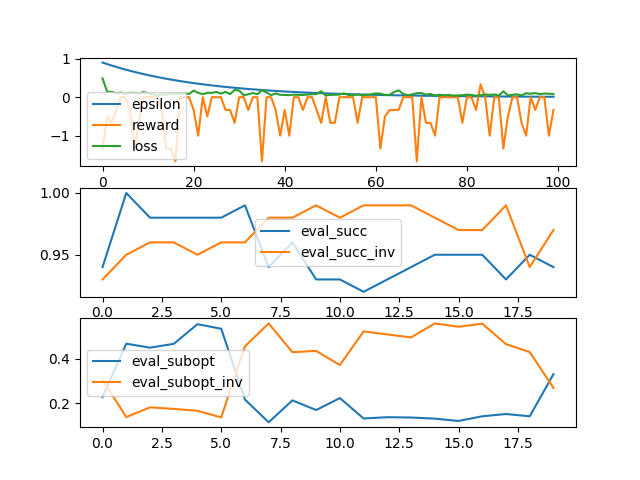 1
0
−1
epsilon
reward
loss
0 20 40 60 80 100
1.00
0.95
eval_succ
eval_succ_inv
0.0 2.5 5.0 7.5 10.0 12.5 15.0 17.5
0.4
0.2
eval_subopt
eval_subopt_inv
0.0 2.5 5.0 7.5 10.0 12.5 15.0 17.5